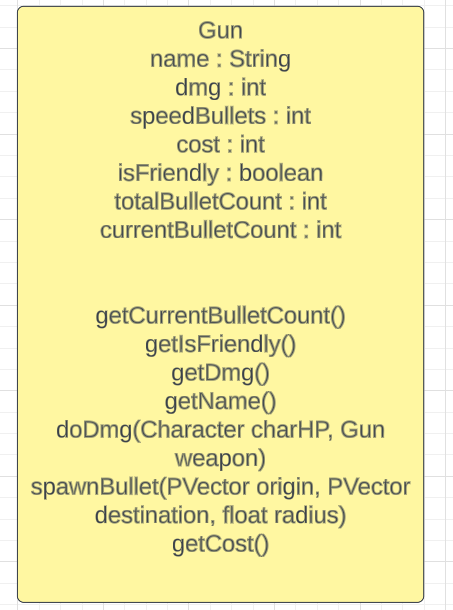 Gun
name : String
dmg : int
speedBullets : int
cost : int
isFriendly : boolean
totalBulletCount : int
currentBulletCount : int
getCurrentBulletCount()
getIsFriendly()
getDmg()
getName()
doDmg(Character charHP, Gun
weapon)
spawnBullet(PVector origin, PVector
destination, float radius)
getCost()